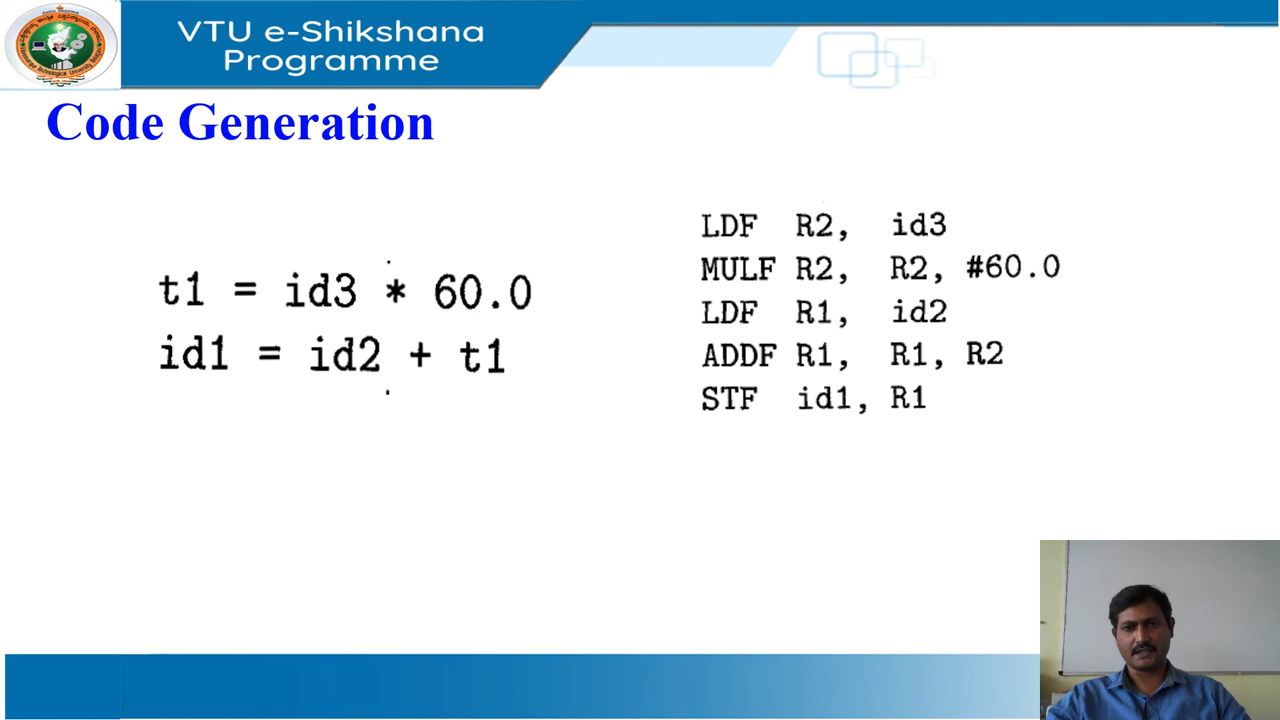 VTU e-Shikshana
Programme
Code Generation
t1 = id3 * 60.0
id1 = id2 + t1
LDF R2, id3
MULF R2, R2, #60.0
LDF R1, id2
ADDF R1, R1, R2
STF id1, R1